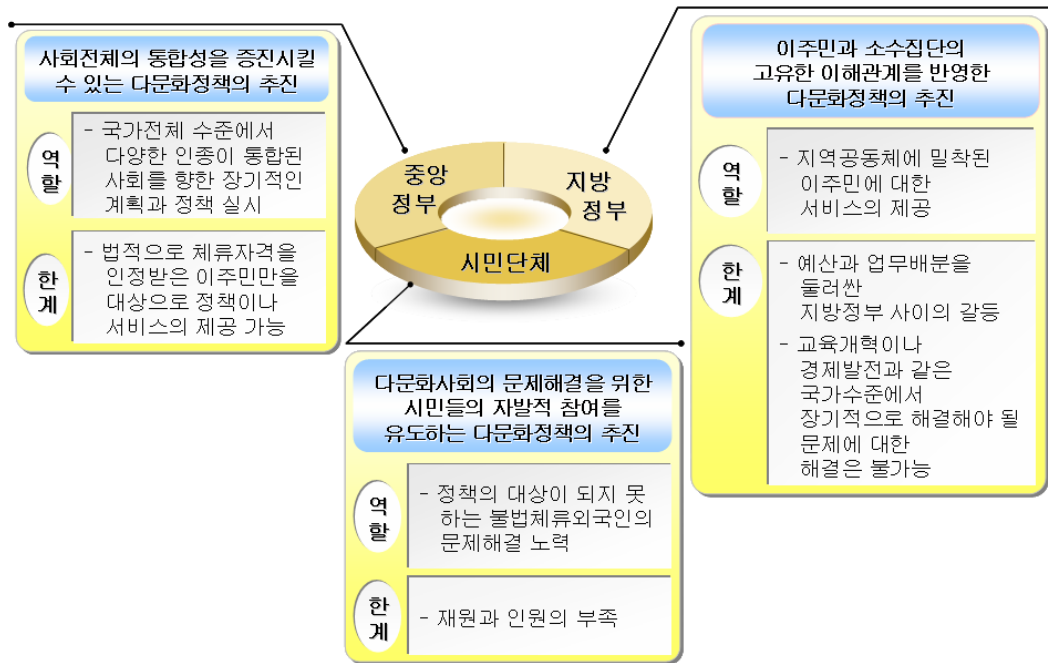 사회전체의 통합성을 증진시킬
수 있는 다문화정책의 추진
역할
- 국가전체 수준에서
다양한 인종이 통합된
사회를 향한 장기적인
계획과 정책 실시
한계
- 법적으로 체류자격을
인정받은 이주민만을
대상으로 정책이나
서비스의 제공 가능
중앙
정부
지방
정부
시민단체
이주민과 소수집단의
고유한 이해관계를 반영한
다문화정책의 추진
역할
- 지역공동체에 밀착된
이주민에 대한
서비스의 제공
한계
- 예산과 업무배분을
둘러싼
지방정부 사이의 갈등
- 교육개혁이나
경제발전과 같은
국가수준에서
장기적으로 해결해야 될
문제에 대한
해결은 불가능
다문화사회의 문제해결을 위한
시민들의 자발적 참여를
유도하는 다문화정책의 추진
역할
- 정책의 대상이 되지 못
하는 불법체류외국인의
문제해결 노력
한계
- 재원과 인원의 부족